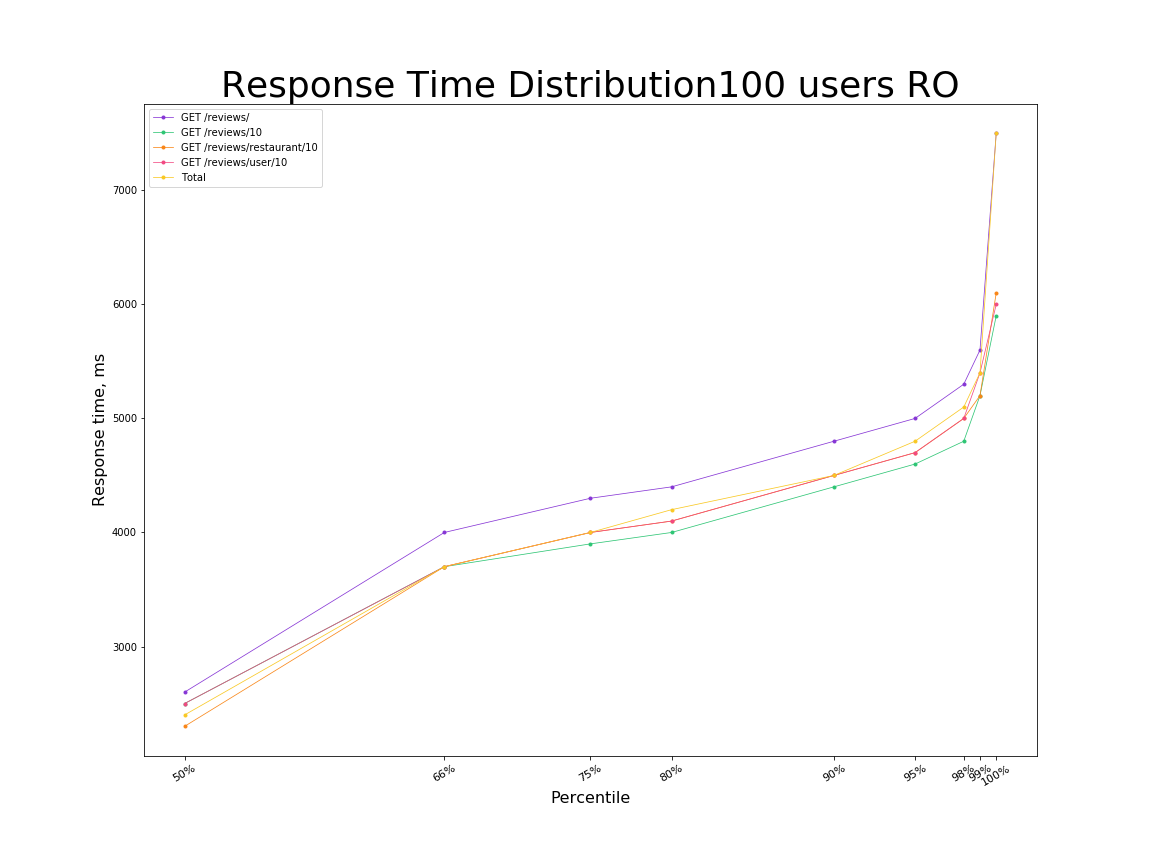 Response Time Distribution100 users RO
GET /reviews/
GET /reviews/10
GET /reviews/restaurant/10
GET /reviews/user/10
Total
7000
6000
5000
4000
3000
Response time, ms
50%
66%
75%
80%
90%
95%
98%
99%
100%
Percentile